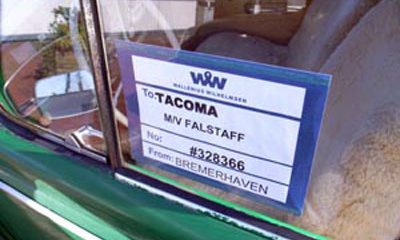 WW
WALLENIUS WILHELMSEN
To: TACOMA
M/V FALSTAFF
No: #328366
From: BREMERHAVEN